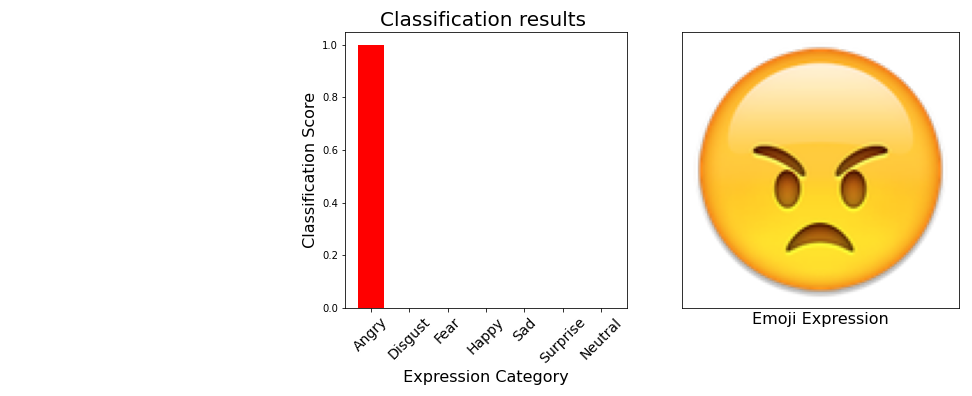 Classification results
Classification Score
1.0
0.8
0.6
0.4
0.2
0.0
Angry
Disgust
Fear
Happy
Sad
Surprise
Neutral
Expression Category
Emoji Expression